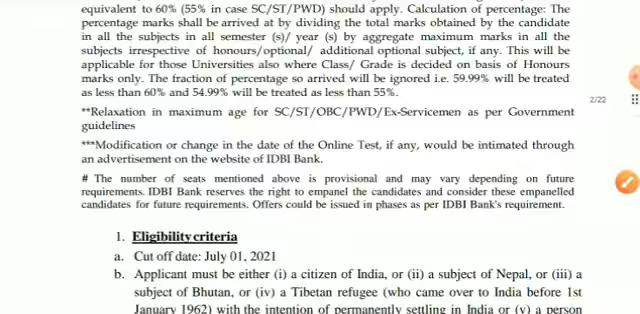 equivalent to 60% (55% in case SC/ST/PWD) should apply. Calculation of percentage: The
percentage marks shall be arrived at by dividing the total marks obtained by the candidate
in all the subjects in all semester (s)/ year (s) by aggregate maximum marks in all the
subjects irrespective of honours/optional/ additional optional subject, if any. This will be
applicable for those Universities also where Class/ Grade is decided on basis of Honours
marks only. The fraction of percentage so arrived will be ignored i.e. 59.99% will be treated
as less than 60% and 54.99% will be treated as less than 55%.
2/22
**Relaxation in maximum age for SC/ST/OBC/PWD/Ex-Servicemen as per Government
guidelines
***Modification or change in the date of the Online Test, if any, would be intimated through
an advertisement on the website of IDBI Bank.
# The number of seats mentioned above is provisional and may vary depending on future
requirements. IDBI Bank reserves the right to empanel the candidates and consider these empanelled
candidates for future requirements. Offers could be issued in phases as per IDBI Bank's requirement.
1. Eligibility criteria
a. Cut off date: July 01, 2021
b. Applicant must be either (i) a citizen of India, or (ii) a subject of Nepal, or (iii) a
subject of Bhutan, or (iv) a Tibetan refugee (who came over to India before 1st
January 1962) with the intention of permanently settling in India or (v) a person